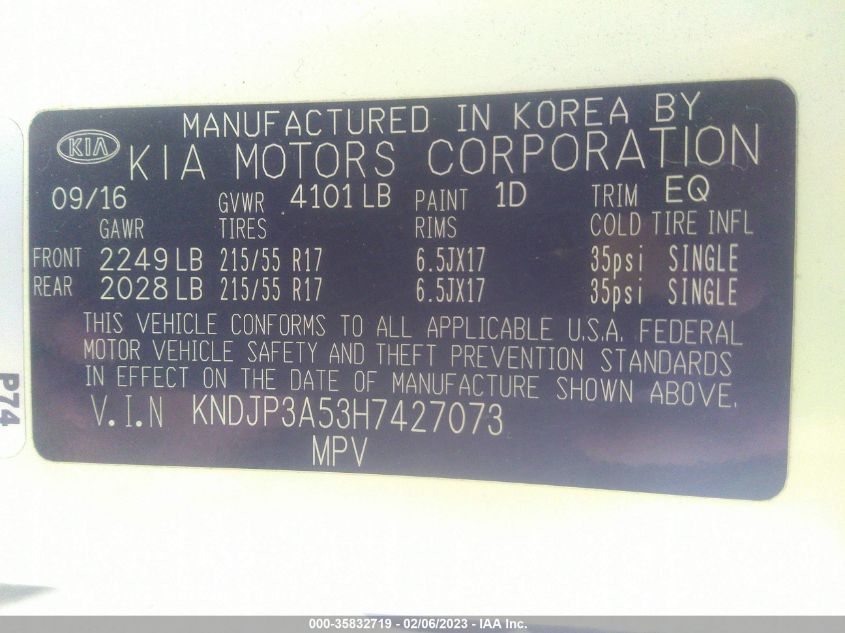 MANUFACTURED IN KOREA BY
KIA KIA MOTORS CORPORATION
09/16 GVWR 4101 LB PAINT 1D TRIM EQ
GAWR TIRES RIMS COLD TIRE INFL
FRONT 2249 LB 215/55 R17 6.5JX17 35psi SINGLE
REAR 2028 LB 215/55 R17 6.5JX17 35psi SINGLE
THIS VEHICLE CONFORMS TO ALL APPLICABLE U.S.A. FEDERAL
MOTOR VEHICLE SAFETY AND THEFT PREVENTION STANDARDS
IN EFFECT ON THE DATE OF MANUFACTURE SHOWN ABOVE.
V.I.N KNDJP3A53H7427073
MPV
P74
000-35832719 - 02/06/2023 - IAA Inc.